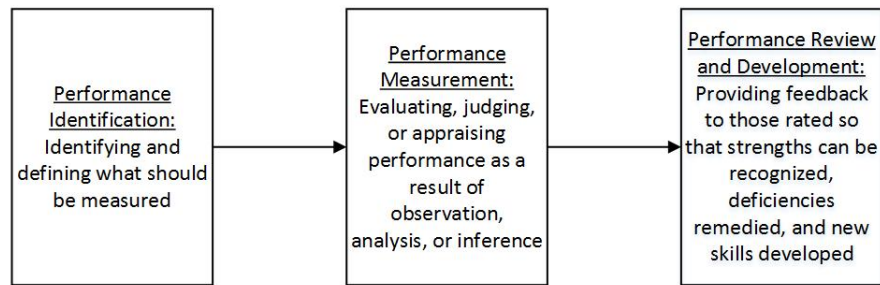 Performance
Identification:
Identifying and
defining what should
be measured
Performance
Measurement:
Evaluating, judging,
or appraising
performance as a
result of
observation,
analysis, or inference
Performance Review
and Development:
Providing feedback
to those rated so
that strengths can be
recognized,
deficiencies
remedied, and new
skills developed